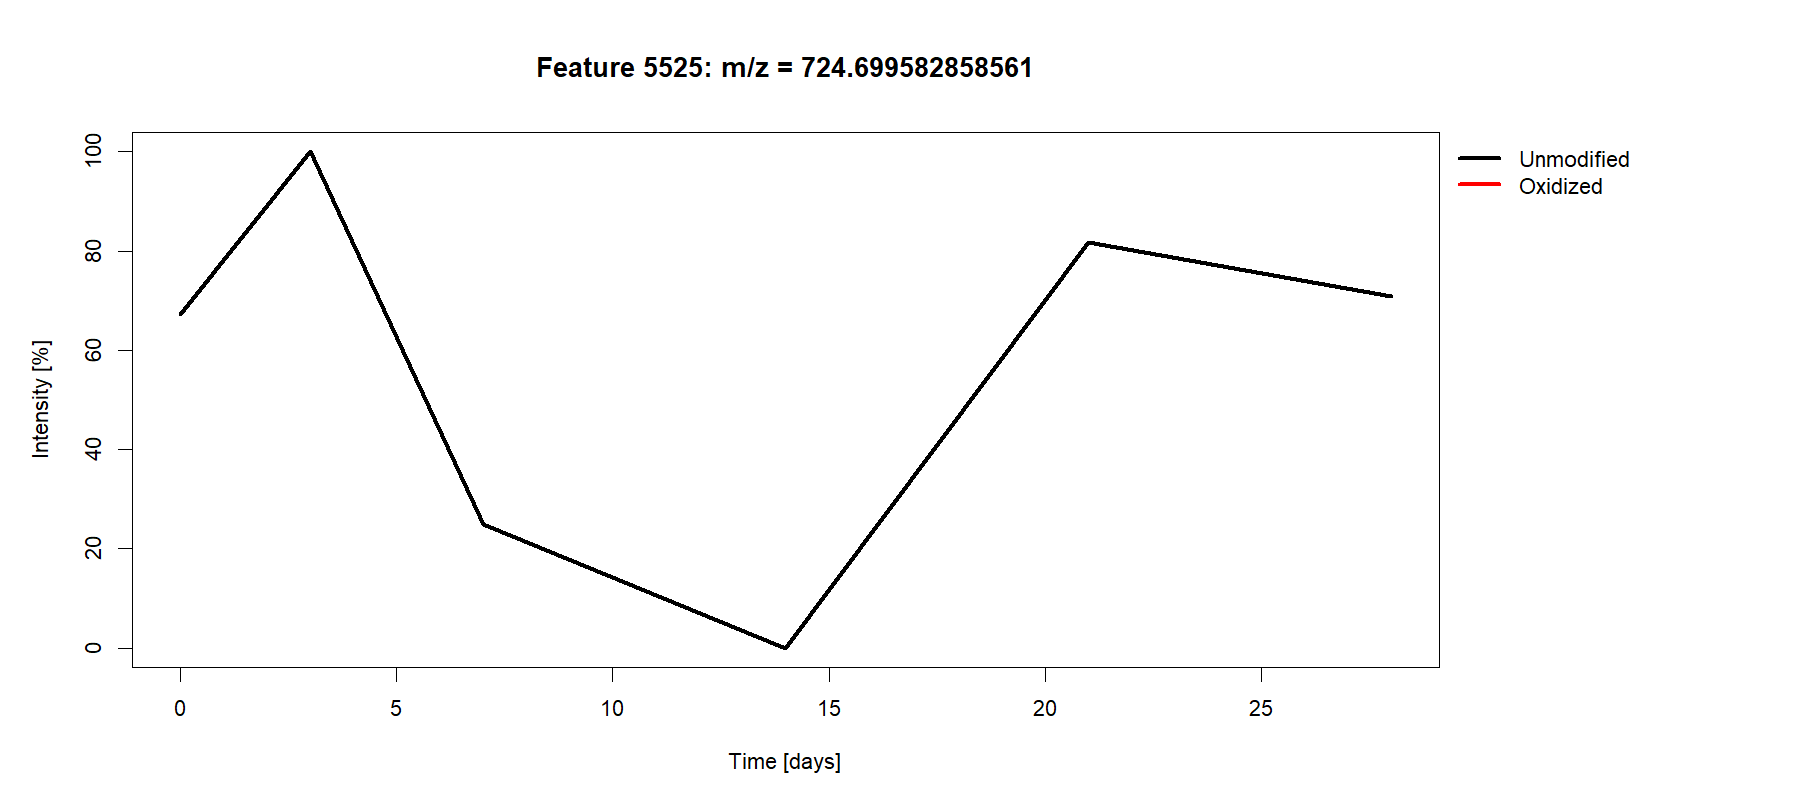 Feature 5525: m/z = 724.699582858561
Unmodified
Oxidized
Intensity [%]
100
80
60
40
20
0
0 5 10 15 20 25
Time [days]